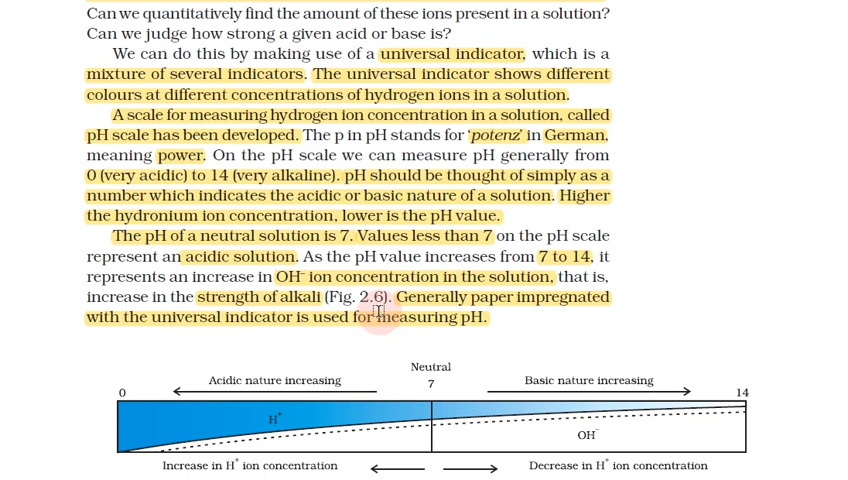 Can we quantitatively find the amount of these ions present in a solution?
Can we judge how strong a given acid or base is?
We can do this by making use of a universal indicator, which is a
mixture of several indicators. The universal indicator shows different
colours at different concentrations of hydrogen ions in a solution.
A scale for measuring hydrogen ion concentration in a solution, called
pH scale has been developed. The p in pH stands for ‘potenz’ in German,
meaning power. On the pH scale we can measure pH generally from
0 (very acidic) to 14 (very alkaline). pH should be thought of simply as a
number which indicates the acidic or basic nature of a solution. Higher
the hydronium ion concentration, lower is the pH value.
The pH of a neutral solution is 7. Values less than 7 on the pH scale
represent an acidic solution. As the pH value increases from 7 to 14, it
represents an increase in OH⁻ ion concentration in the solution, that is,
increase in the strength of alkali (Fig. 2.6). Generally paper impregnated
with the universal indicator is used for measuring pH.
Neutral
Acidic nature increasing 7 Basic nature increasing
0 14
H⁺
OH⁻
Increase in H⁺ ion concentration Decrease in H⁺ ion concentration